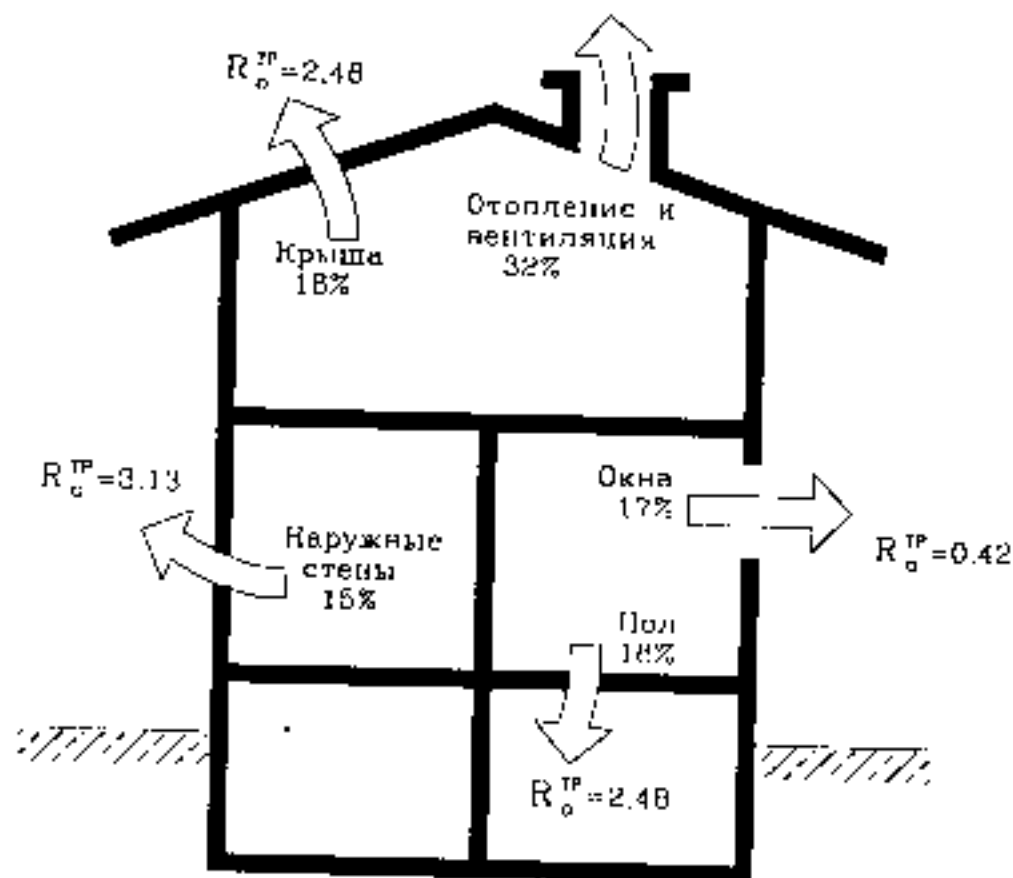 R₀ᵀᴾ=2.48
Отопление и
вентиляция
32%
Крыша
18%
R₀ᵀᴾ=3.13
Окна
17%
Наружные
стены
15%
R₀ᵀᴾ=0.42
Пол
18%
R₀ᵀᴾ=2.48